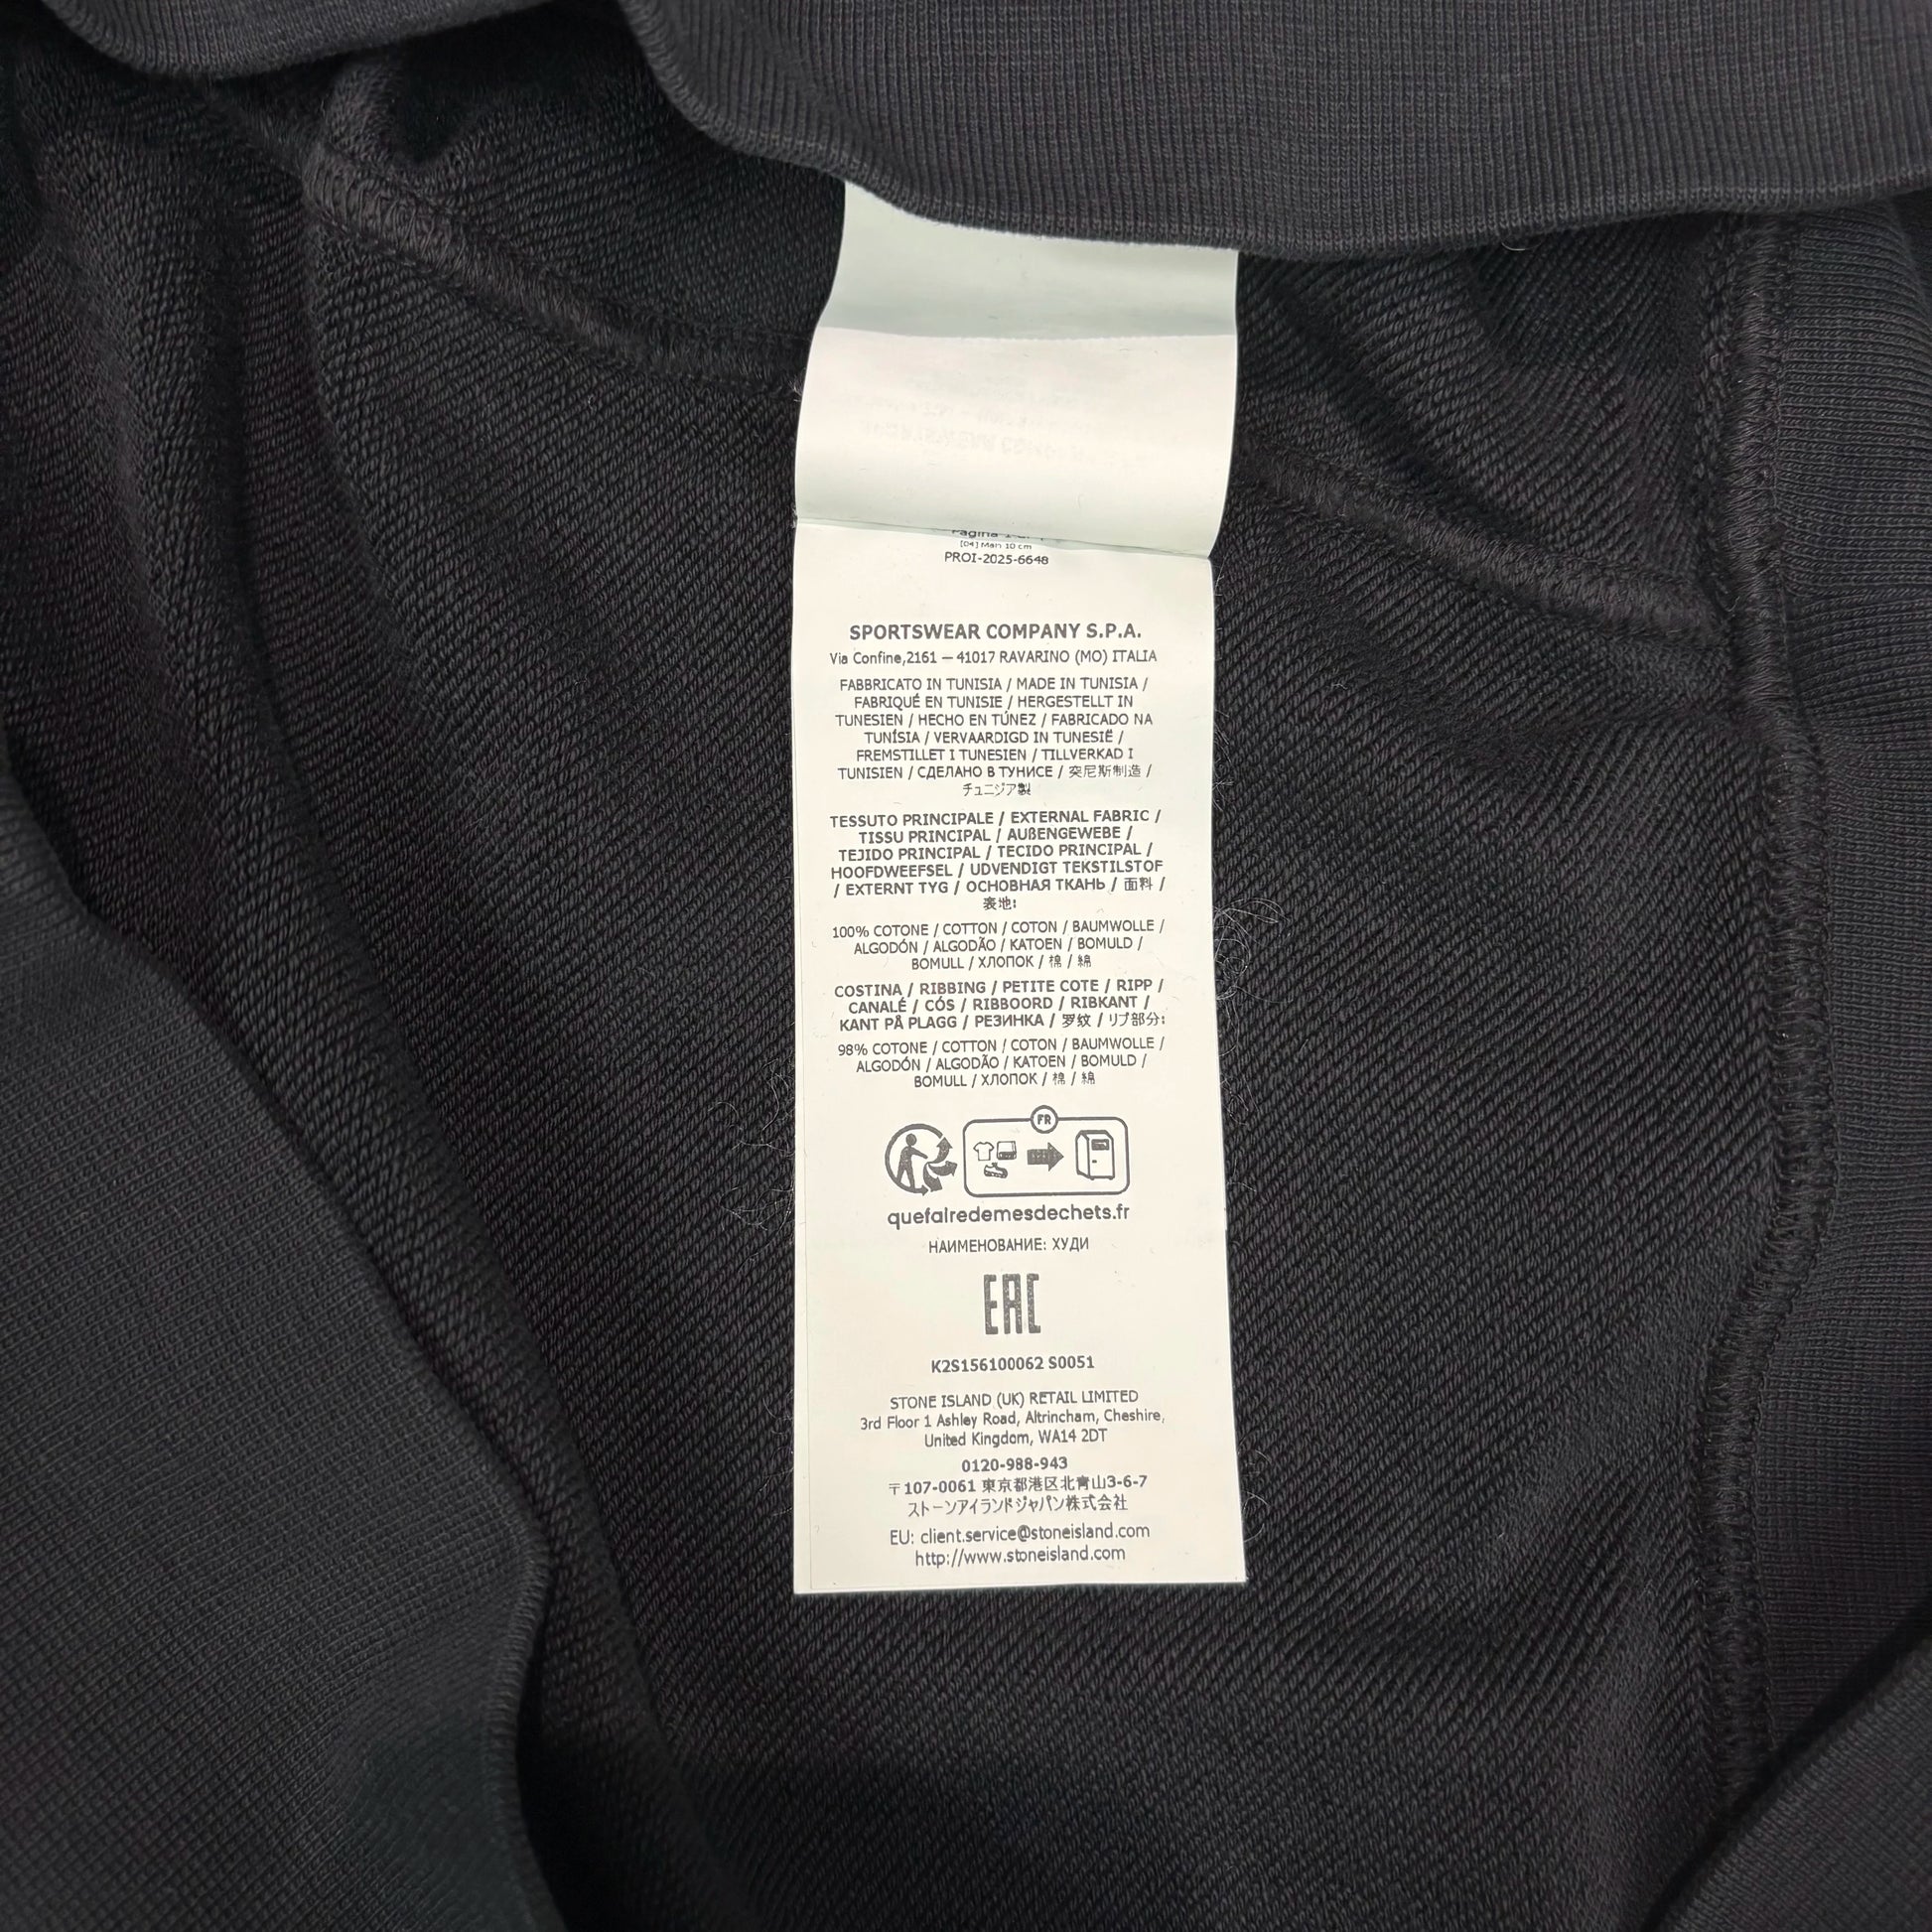 [04] Man 10 cm
PROI-2025-6648
SPORTSWEAR COMPANY S.P.A.
Via Confine,2161 — 41017 RAVARINO (MO) ITALIA
FABBRICATO IN TUNISIA / MADE IN TUNISIA /
FABRIQUÉ EN TUNISIE / HERGESTELLT IN
TUNESIEN / HECHO EN TÚNEZ / FABRICADO NA
TUNÍSIA / VERVAARDIGD IN TUNESIË /
FREMSTILLET I TUNESIEN / TILLVERKAD I
TUNISIEN / СДЕЛАНО В ТУНИСЕ / 突尼斯制造 /
チュニジア製
TESSUTO PRINCIPALE / EXTERNAL FABRIC /
TISSU PRINCIPAL / AUßENGEWEBE /
TEJIDO PRINCIPAL / TECIDO PRINCIPAL /
HOOFDWEEFSEL / UDVENDIGT TEKSTILSTOF
/ EXTERNT TYG / ОСНОВНАЯ ТКАНЬ / 面料 /
表地:
100% COTONE / COTTON / COTON / BAUMWOLLE /
ALGODÓN / ALGODÃO / KATOEN / BOMULD /
BOMULL / ХЛОПОК / 棉 / 綿
COSTINA / RIBBING / PETITE COTE / RIPP /
CANALÉ / CÓS / RIBBOORD / RIBKANT /
KANT PÅ PLAGG / РЕЗИНКА / 罗纹 / リブ部分:
98% COTONE / COTTON / COTON / BAUMWOLLE /
ALGODÓN / ALGODÃO / KATOEN / BOMULD /
BOMULL / ХЛОПОК / 棉 / 綿
FR
quefairedemesdechets.fr
НАИМЕНОВАНИЕ: ХУДИ
EAC
K2S156100062 S0051
STONE ISLAND (UK) RETAIL LIMITED
3rd Floor 1 Ashley Road, Altrincham, Cheshire,
United Kingdom, WA14 2DT
0120-988-943
〒107-0061 東京都港区北青山3-6-7
ストーンアイランドジャパン株式会社
EU: client.service@stoneisland.com
http://www.stoneisland.com